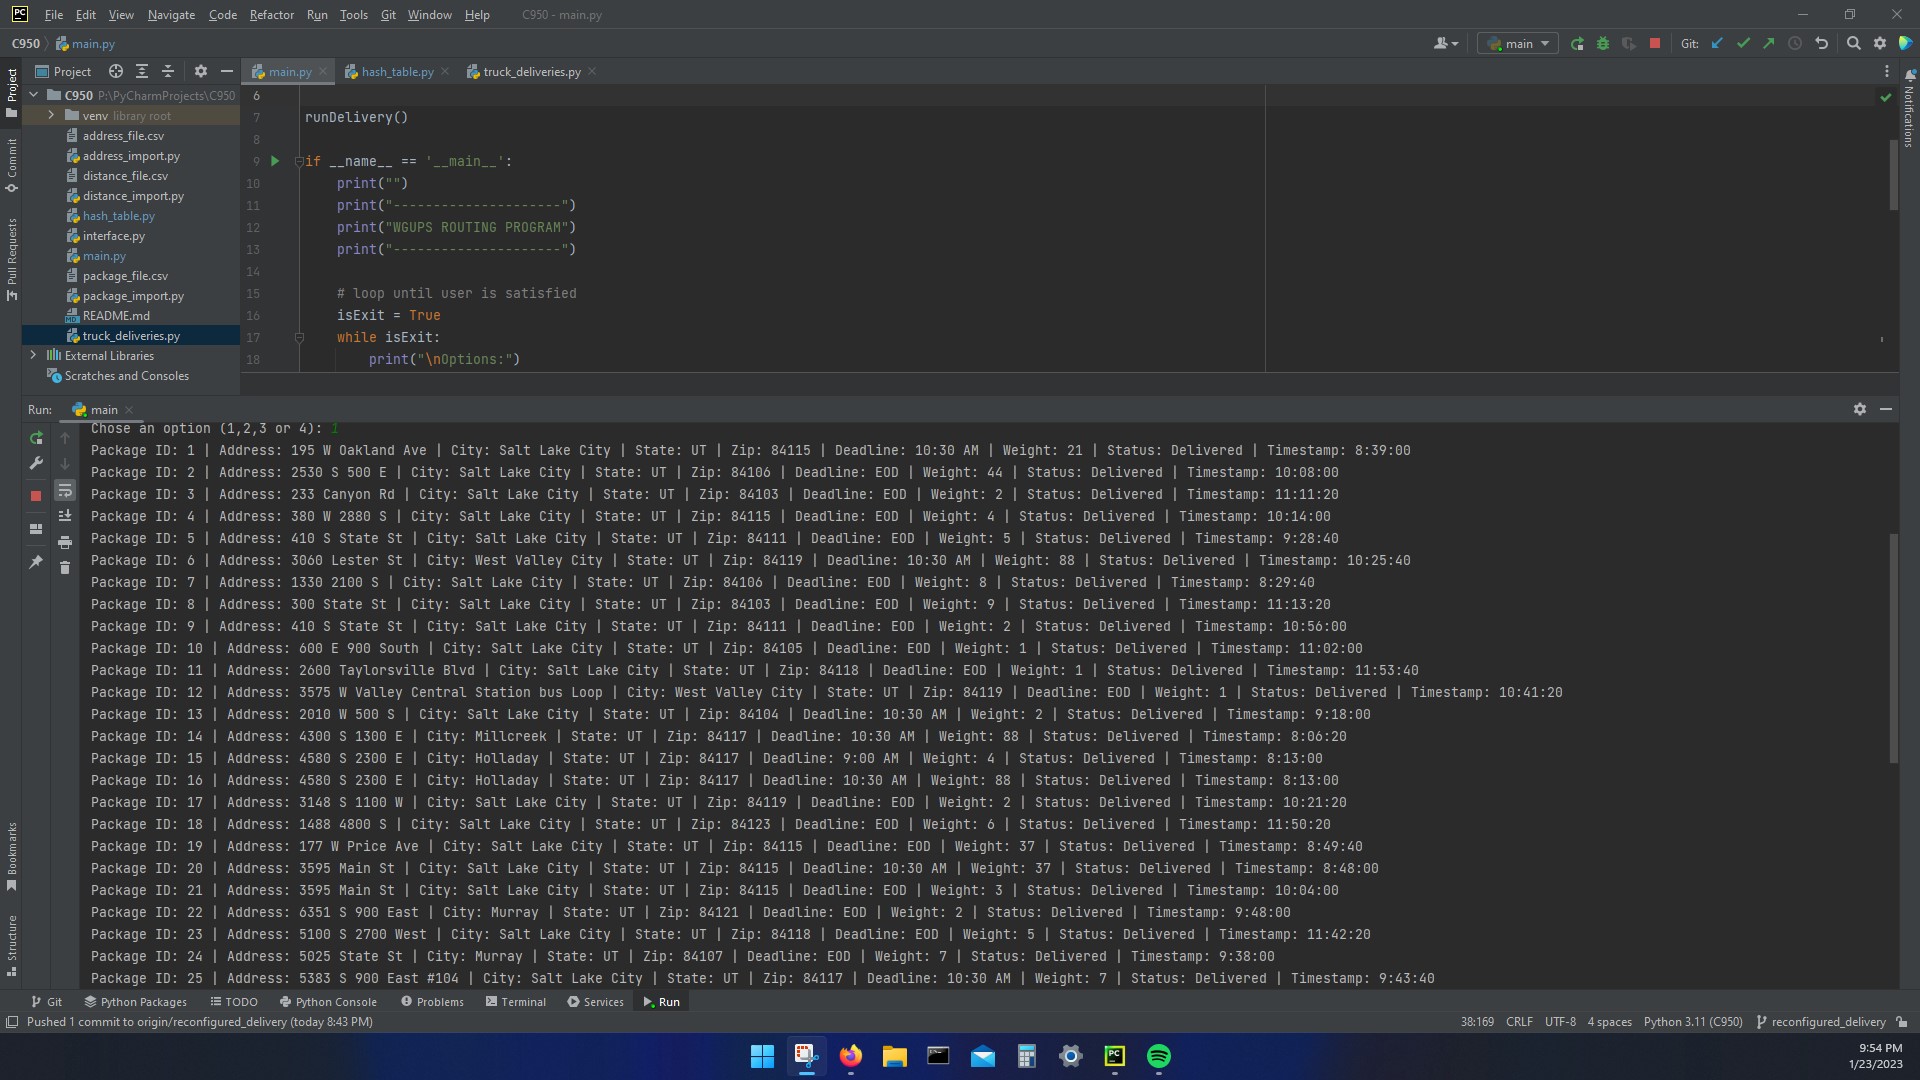 File Edit View Navigate Code Refactor Run Tools Git Window Help C950 - main.py
C950 main.py main Git:
Project main.py hash_table.py truck_deliveries.py
C950 P:\PyCharmProjects\C950
venv library root
address_file.csv
address_import.py
distance_file.csv
distance_import.py
hash_table.py
interface.py
main.py
package_file.csv
package_import.py
README.md
truck_deliveries.py
External Libraries
Scratches and Consoles
Project
Commit
Pull Requests
Bookmarks
Structure
Notifications
6
7 runDelivery()
8
9 if __name__ == '__main__':
10 print("")
11 print("---------------------")
12 print("WGUPS ROUTING PROGRAM")
13 print("---------------------")
14
15 # loop until user is satisfied
16 isExit = True
17 while isExit:
18 print("\nOptions:")
Run: main
Chose an option (1,2,3 or 4): 1
Package ID: 1 | Address: 195 W Oakland Ave | City: Salt Lake City | State: UT | Zip: 84115 | Deadline: 10:30 AM | Weight: 21 | Status: Delivered | Timestamp: 8:39:00
Package ID: 2 | Address: 2530 S 500 E | City: Salt Lake City | State: UT | Zip: 84106 | Deadline: EOD | Weight: 44 | Status: Delivered | Timestamp: 10:08:00
Package ID: 3 | Address: 233 Canyon Rd | City: Salt Lake City | State: UT | Zip: 84103 | Deadline: EOD | Weight: 2 | Status: Delivered | Timestamp: 11:11:20
Package ID: 4 | Address: 380 W 2880 S | City: Salt Lake City | State: UT | Zip: 84115 | Deadline: EOD | Weight: 4 | Status: Delivered | Timestamp: 10:14:00
Package ID: 5 | Address: 410 S State St | City: Salt Lake City | State: UT | Zip: 84111 | Deadline: EOD | Weight: 5 | Status: Delivered | Timestamp: 9:28:40
Package ID: 6 | Address: 3060 Lester St | City: West Valley City | State: UT | Zip: 84119 | Deadline: 10:30 AM | Weight: 88 | Status: Delivered | Timestamp: 10:25:40
Package ID: 7 | Address: 1330 2100 S | City: Salt Lake City | State: UT | Zip: 84106 | Deadline: EOD | Weight: 8 | Status: Delivered | Timestamp: 8:29:40
Package ID: 8 | Address: 300 State St | City: Salt Lake City | State: UT | Zip: 84103 | Deadline: EOD | Weight: 9 | Status: Delivered | Timestamp: 11:13:20
Package ID: 9 | Address: 410 S State St | City: Salt Lake City | State: UT | Zip: 84111 | Deadline: EOD | Weight: 2 | Status: Delivered | Timestamp: 10:56:00
Package ID: 10 | Address: 600 E 900 South | City: Salt Lake City | State: UT | Zip: 84105 | Deadline: EOD | Weight: 1 | Status: Delivered | Timestamp: 11:02:00
Package ID: 11 | Address: 2600 Taylorsville Blvd | City: Salt Lake City | State: UT | Zip: 84118 | Deadline: EOD | Weight: 1 | Status: Delivered | Timestamp: 11:53:40
Package ID: 12 | Address: 3575 W Valley Central Station bus Loop | City: West Valley City | State: UT | Zip: 84119 | Deadline: EOD | Weight: 1 | Status: Delivered | Timestamp: 10:41:20
Package ID: 13 | Address: 2010 W 500 S | City: Salt Lake City | State: UT | Zip: 84104 | Deadline: 10:30 AM | Weight: 2 | Status: Delivered | Timestamp: 9:18:00
Package ID: 14 | Address: 4300 S 1300 E | City: Millcreek | State: UT | Zip: 84117 | Deadline: 10:30 AM | Weight: 88 | Status: Delivered | Timestamp: 8:06:20
Package ID: 15 | Address: 4580 S 2300 E | City: Holladay | State: UT | Zip: 84117 | Deadline: 9:00 AM | Weight: 4 | Status: Delivered | Timestamp: 8:13:00
Package ID: 16 | Address: 4580 S 2300 E | City: Holladay | State: UT | Zip: 84117 | Deadline: 10:30 AM | Weight: 88 | Status: Delivered | Timestamp: 8:13:00
Package ID: 17 | Address: 3148 S 1100 W | City: Salt Lake City | State: UT | Zip: 84119 | Deadline: EOD | Weight: 2 | Status: Delivered | Timestamp: 10:21:20
Package ID: 18 | Address: 1488 4800 S | City: Salt Lake City | State: UT | Zip: 84123 | Deadline: EOD | Weight: 6 | Status: Delivered | Timestamp: 11:50:20
Package ID: 19 | Address: 177 W Price Ave | City: Salt Lake City | State: UT | Zip: 84115 | Deadline: EOD | Weight: 37 | Status: Delivered | Timestamp: 8:49:40
Package ID: 20 | Address: 3595 Main St | City: Salt Lake City | State: UT | Zip: 84115 | Deadline: 10:30 AM | Weight: 37 | Status: Delivered | Timestamp: 8:48:00
Package ID: 21 | Address: 3595 Main St | City: Salt Lake City | State: UT | Zip: 84115 | Deadline: EOD | Weight: 3 | Status: Delivered | Timestamp: 10:04:00
Package ID: 22 | Address: 6351 S 900 East | City: Murray | State: UT | Zip: 84121 | Deadline: EOD | Weight: 2 | Status: Delivered | Timestamp: 9:48:00
Package ID: 23 | Address: 5100 S 2700 West | City: Salt Lake City | State: UT | Zip: 84118 | Deadline: EOD | Weight: 5 | Status: Delivered | Timestamp: 11:42:20
Package ID: 24 | Address: 5025 State St | City: Murray | State: UT | Zip: 84107 | Deadline: EOD | Weight: 7 | Status: Delivered | Timestamp: 9:38:00
Package ID: 25 | Address: 5383 S 900 East #104 | City: Salt Lake City | State: UT | Zip: 84117 | Deadline: 10:30 AM | Weight: 7 | Status: Delivered | Timestamp: 9:43:40
Git Python Packages TODO Python Console Problems Terminal Services Run
Pushed 1 commit to origin/reconfigured_delivery (today 8:43 PM) 38:169 CRLF UTF-8 4 spaces Python 3.11 (C950) reconfigured_delivery
9:54 PM
1/23/2023